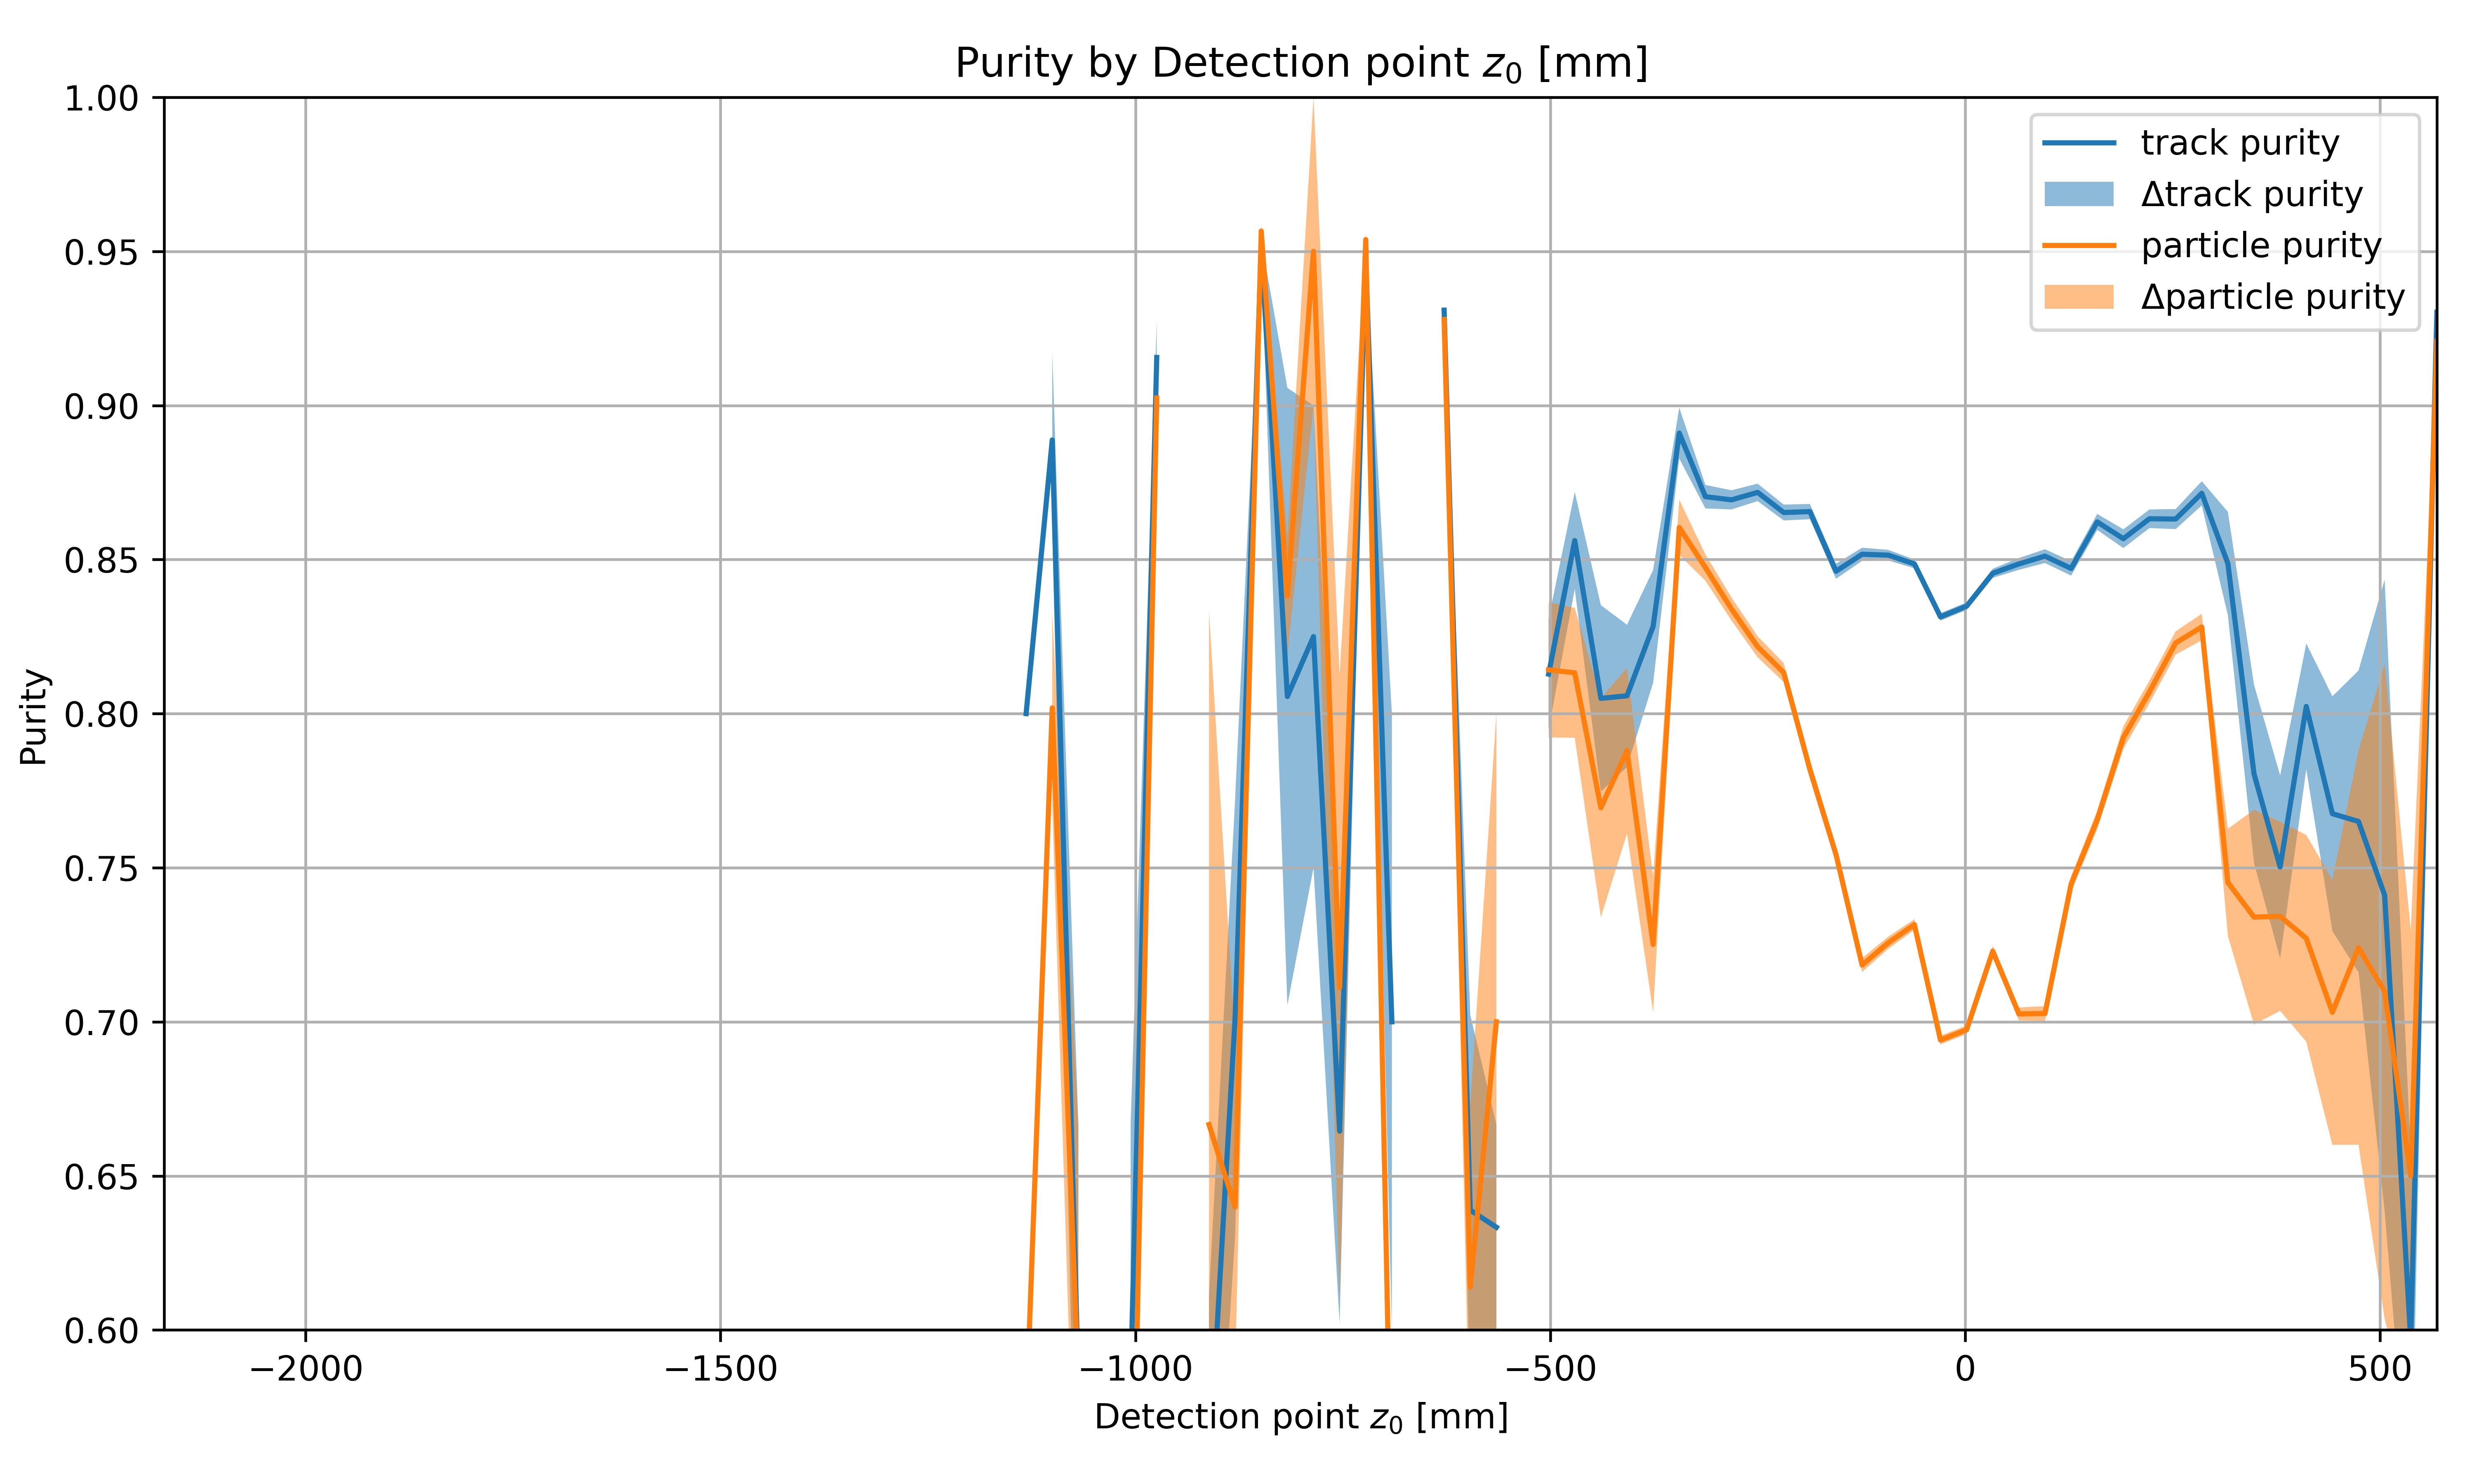 Purity by Detection point z₀ [mm]
1.00
0.95
0.90
0.85
0.80
0.75
0.70
0.65
0.60
Purity
track purity
Δtrack purity
particle purity
Δparticle purity
−2000 −1500 −1000 −500 0 500
Detection point z₀ [mm]